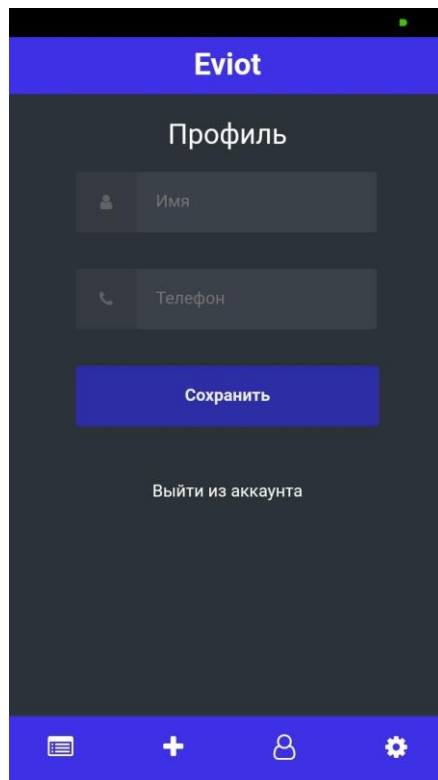 Eviot
Профиль
Имя
Телефон
Сохранить
Выйти из аккаунта